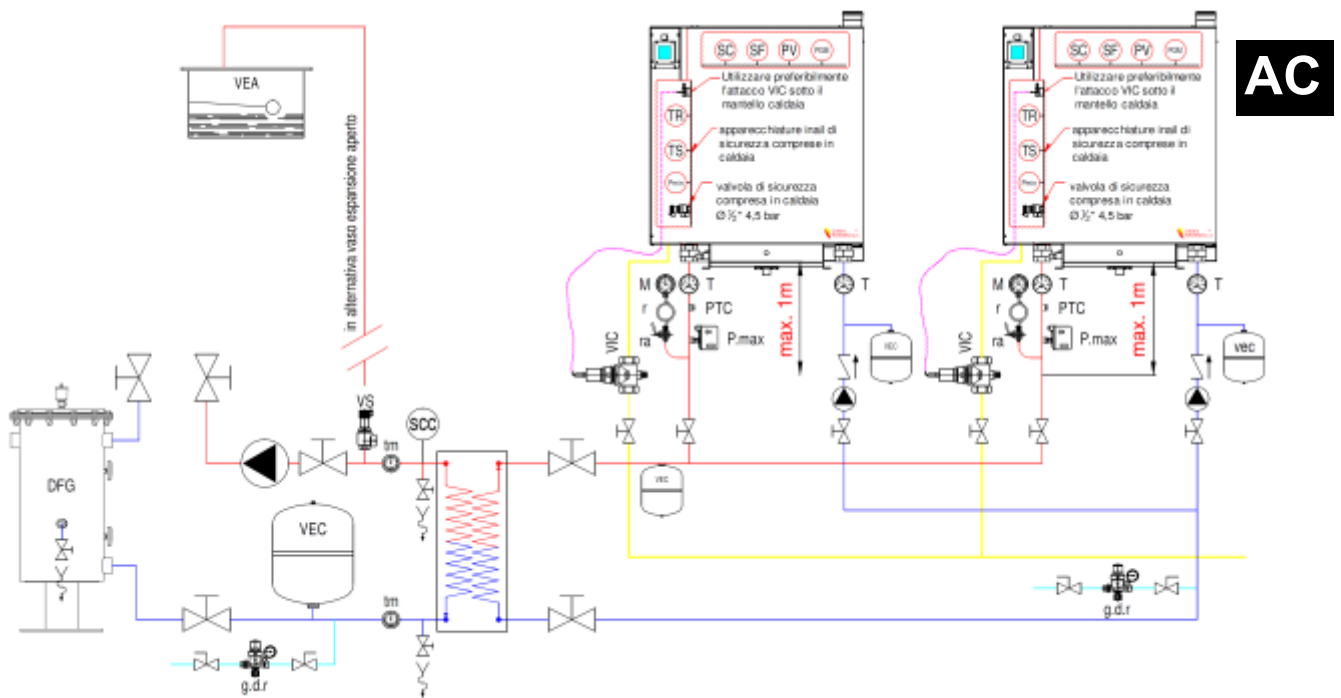 AC
VEA
in alternativa vaso espansione aperto
SC SF PV
Utilizzare preferibilmente
l'attacco VIC sotto il
mantello caldaia
TR
apparecchiature inail di
sicurezza comprese in
caldaia
TS
Pmax
valvola di sicurezza
compresa in caldaia
Ø ½" 4,5 bar
SC SF PV
Utilizzare preferibilmente
l'attacco VIC sotto il
mantello caldaia
TR
apparecchiature inail di
sicurezza comprese in
caldaia
TS
Pmax
valvola di sicurezza
compresa in caldaia
Ø ½" 4,5 bar
M
T
r
PTC
ra
P.max
VIC
max. 1m
T
VEC
M
T
r
PTC
ra
P.max
VIC
max. 1m
T
vec
VS
SCC
tm
DFG
VEC
VEC
tm
g.d.r
g.d.r